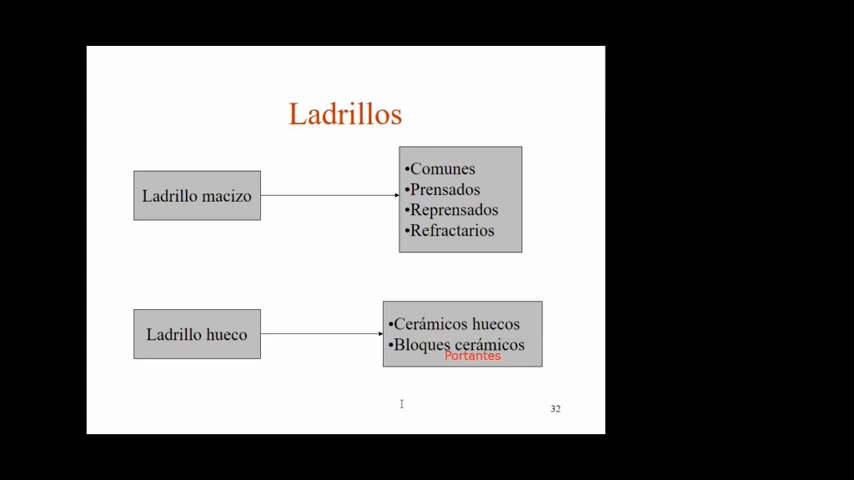 Ladrillos
Ladrillo macizo
•Comunes
•Prensados
•Reprensados
•Refractarios
Ladrillo hueco
•Cerámicos huecos
•Bloques cerámicos
Portantes
32